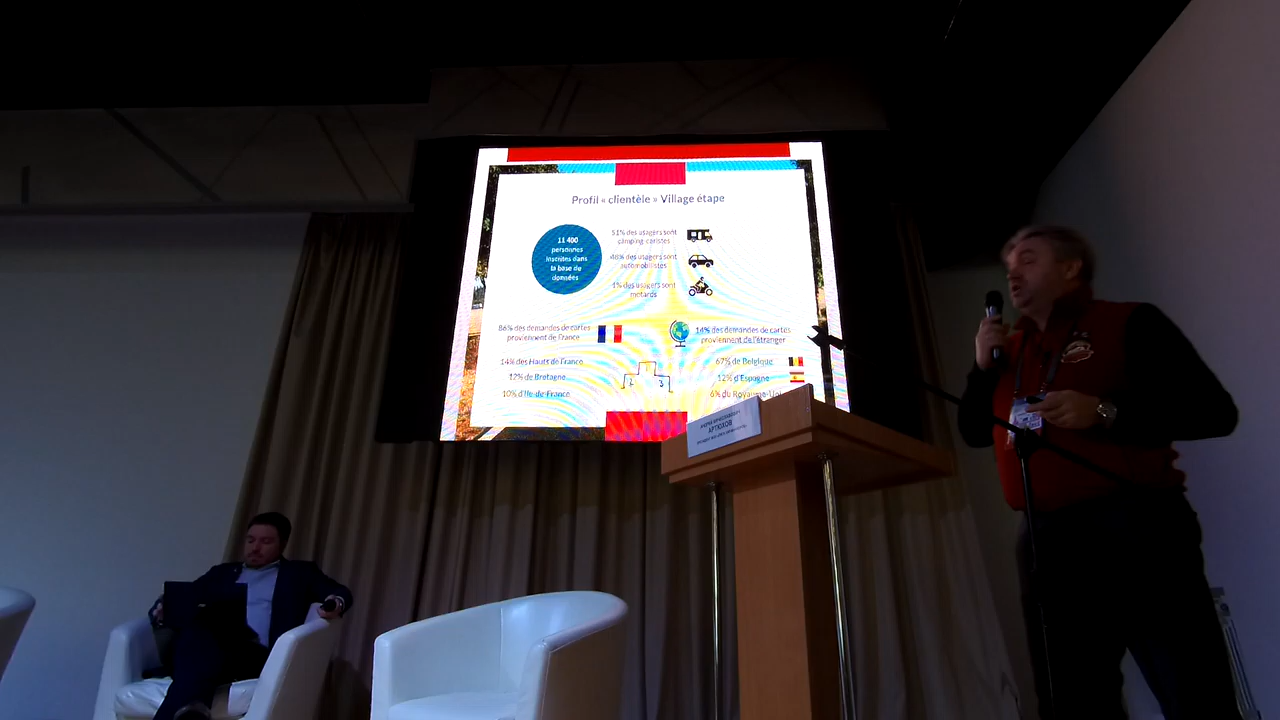 Profil « clientèle » Village étape
11 400
personnes
inscrites dans
la base de
données
51% des usagers sont
camping-caristes
48% des usagers sont
automobilistes
1% des usagers sont
motards
86% des demandes de cartes
proviennent de France
14% des demandes de cartes
proviennent de l'étranger
14% des Hauts de France
12% de Bretagne
10% d'Ile-de-France
2 3
67% de Belgique
12% d'Espagne
6% du Royaume-Uni
АРТЮХОВ